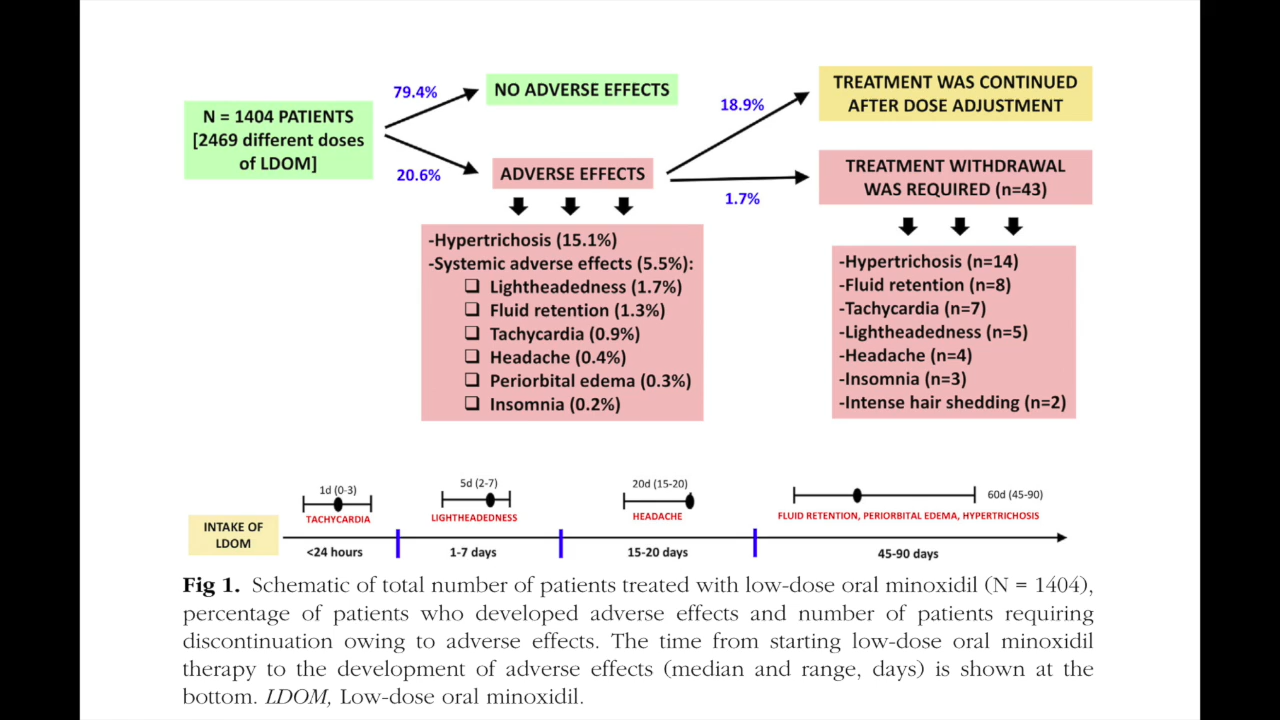 N = 1404 PATIENTS
[2469 different doses
of LDOM]
79.4%
20.6%
NO ADVERSE EFFECTS
ADVERSE EFFECTS
18.9%
1.7%
TREATMENT WAS CONTINUED
AFTER DOSE ADJUSTMENT
TREATMENT WITHDRAWAL
WAS REQUIRED (n=43)
-Hypertrichosis (15.1%)
-Systemic adverse effects (5.5%):
❑ Lightheadedness (1.7%)
❑ Fluid retention (1.3%)
❑ Tachycardia (0.9%)
❑ Headache (0.4%)
❑ Periorbital edema (0.3%)
❑ Insomnia (0.2%)
-Hypertrichosis (n=14)
-Fluid retention (n=8)
-Tachycardia (n=7)
-Lightheadedness (n=5)
-Headache (n=4)
-Insomnia (n=3)
-Intense hair shedding (n=2)
INTAKE OF
LDOM
1d (0-3)
TACHYCARDIA
<24 hours
5d (2-7)
LIGHTHEADEDNESS
1-7 days
20d (15-20)
HEADACHE
15-20 days
60d (45-90)
FLUID RETENTION, PERIORBITAL EDEMA, HYPERTRICHOSIS
45-90 days
Fig 1. Schematic of total number of patients treated with low-dose oral minoxidil (N = 1404),
percentage of patients who developed adverse effects and number of patients requiring
discontinuation owing to adverse effects. The time from starting low-dose oral minoxidil
therapy to the development of adverse effects (median and range, days) is shown at the
bottom. LDOM, Low-dose oral minoxidil.